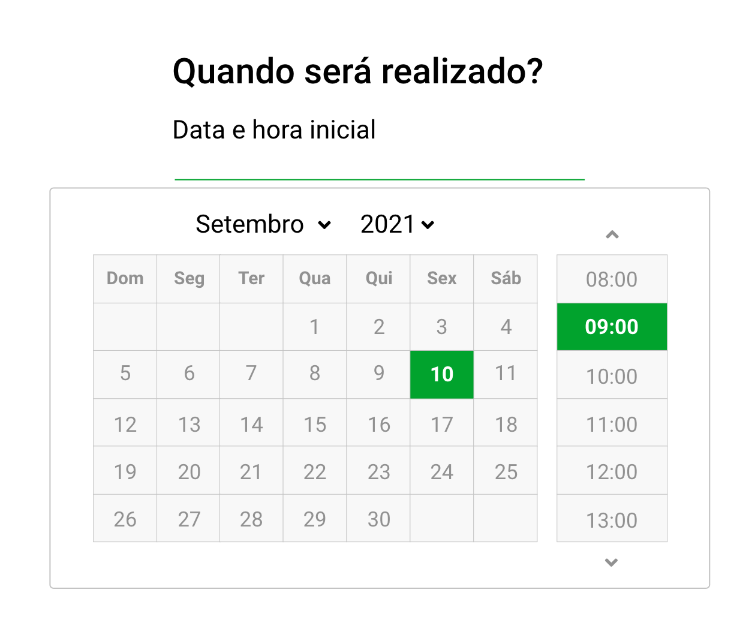 Quando será realizado?
Data e hora inicial
Setembro 2021
Dom Seg Ter Qua Qui Sex Sáb
1 2 3 4
5 6 7 8 9 10 11
12 13 14 15 16 17 18
19 20 21 22 23 24 25
26 27 28 29 30
08:00
09:00
10:00
11:00
12:00
13:00